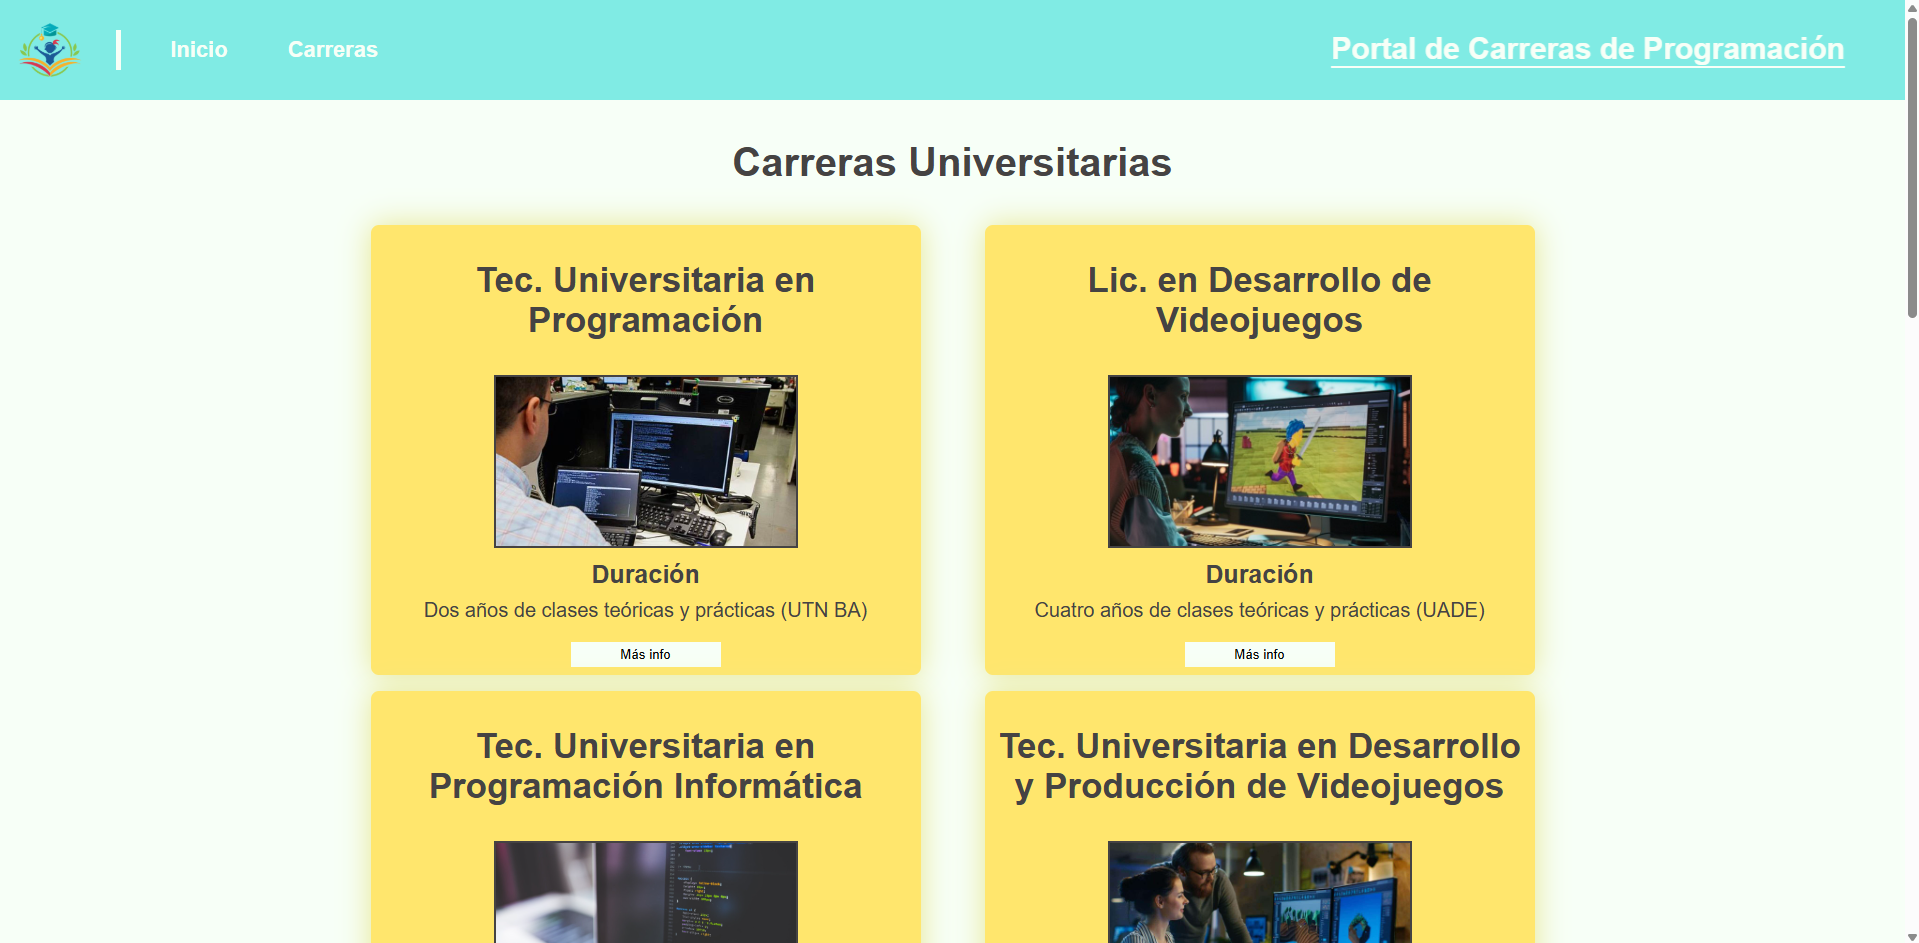 Inicio
Carreras
Portal de Carreras de Programación
Carreras Universitarias
Tec. Universitaria en
Programación
Duración
Dos años de clases teóricas y prácticas (UTN BA)
Más info
Lic. en Desarrollo de
Videojuegos
Duración
Cuatro años de clases teóricas y prácticas (UADE)
Más info
Tec. Universitaria en
Programación Informática
Tec. Universitaria en Desarrollo
y Producción de Videojuegos